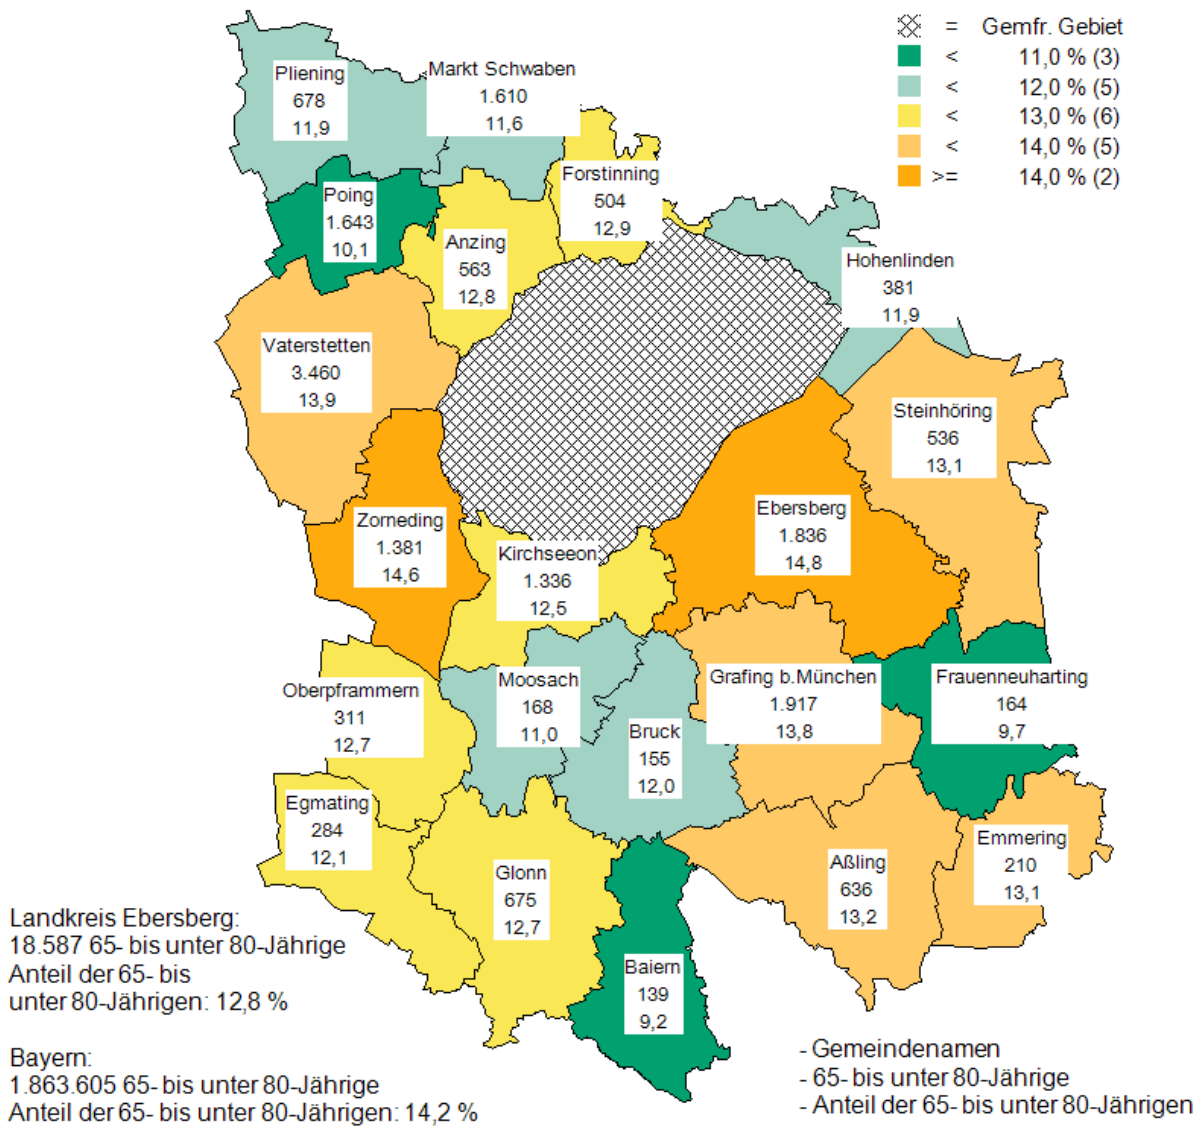 = Gemfr. Gebiet
< 11,0 % (3)
< 12,0 % (5)
< 13,0 % (6)
< 14,0 % (5)
>= 14,0 % (2)
Pliening
678
11,9
Markt Schwaben
1.610
11,6
Forstinning
504
12,9
Poing
1.643
10,1
Anzing
563
12,8
Hohenlinden
381
11,9
Vaterstetten
3.460
13,9
Steinhöring
536
13,1
Zorneding
1.381
14,6
Ebersberg
1.836
14,8
Kirchseeon
1.336
12,5
Oberpframmern
311
12,7
Moosach
168
11,0
Bruck
155
12,0
Grafing b.München
1.917
13,8
Frauenneuharting
164
9,7
Egmating
284
12,1
Glonn
675
12,7
Aßling
636
13,2
Emmering
210
13,1
Baiern
139
9,2
Landkreis Ebersberg:
18.587 65- bis unter 80-Jährige
Anteil der 65- bis
unter 80-Jährigen: 12,8 %
Bayern:
1.863.605 65- bis unter 80-Jährige
Anteil der 65- bis unter 80-Jährigen: 14,2 %
- Gemeindenamen
- 65- bis unter 80-Jährige
- Anteil der 65- bis unter 80-Jährigen